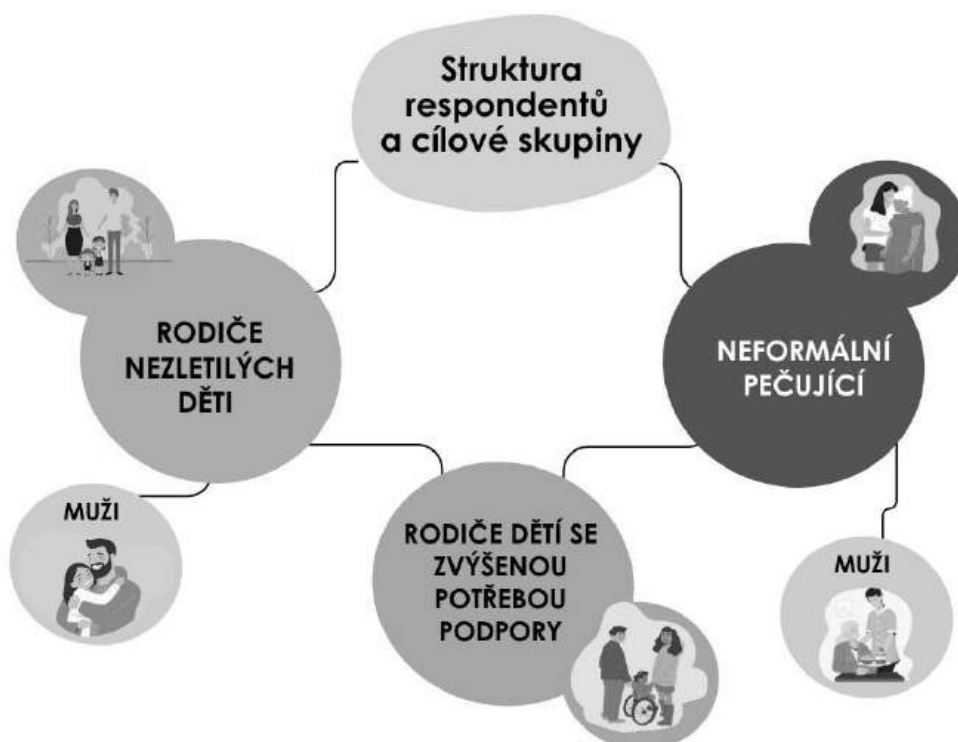 Struktura
respondentů
a cílové skupiny
RODIČE
NEZLETILÝCH
DĚTI
NEFORMÁLNÍ
PEČUJÍCÍ
MUŽI
RODIČE DĚTÍ SE
ZVÝŠENOU
POTŘEBOU
PODPORY
MUŽI